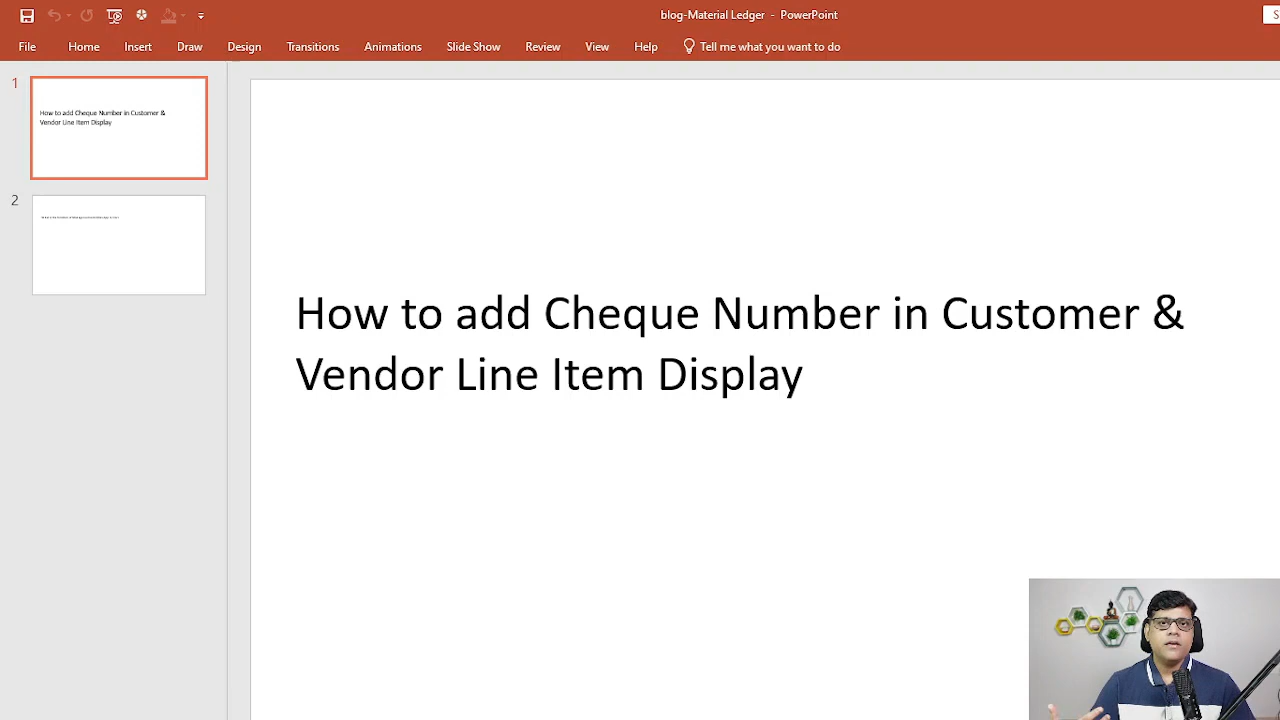 blog-Material Ledger - PowerPoint
File Home Insert Draw Design Transitions Animations Slide Show Review View Help Tell me what you want to do
1
How to add Cheque Number in Customer &
Vendor Line Item Display
2
How to add Cheque Number in Customer &
Vendor Line Item Display